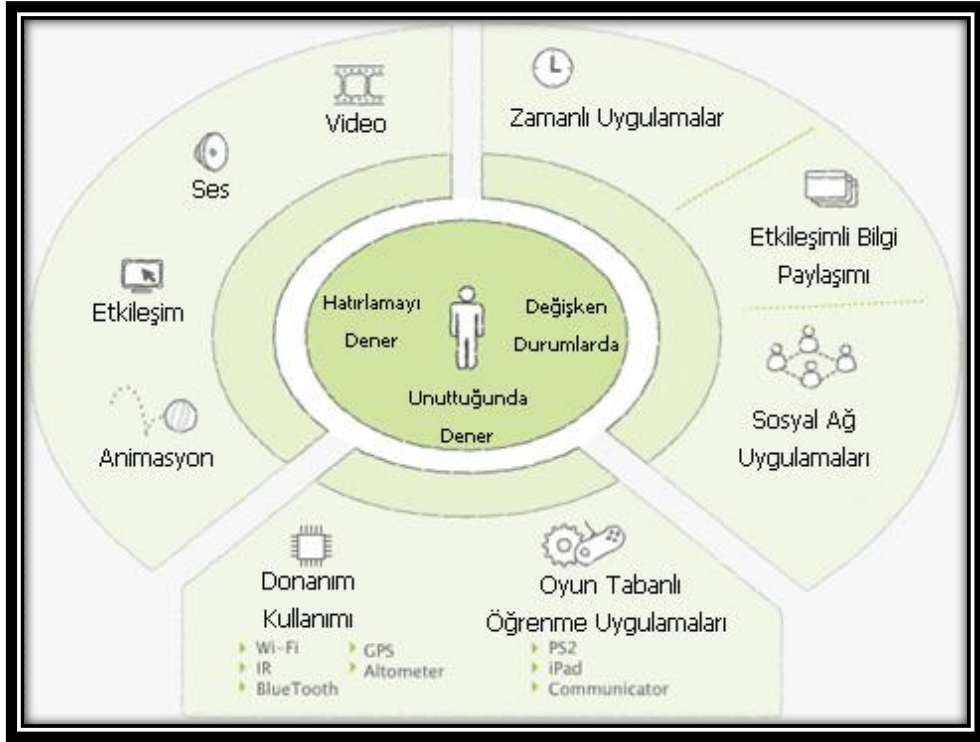 Video
Ses
Etkileşim
Animasyon
Zamanlı Uygulamalar
Etkileşimli Bilgi
Paylaşımı
Sosyal Ağ
Uygulamaları
Hatırlamayı
Dener
Değişken
Durumlarda
Unuttuğunda
Dener
Donanım
Kullanımı
Wi-Fi
IR
BlueTooth
GPS
Altometer
Oyun Tabanlı
Öğrenme Uygulamaları
PS2
iPad
Communicator